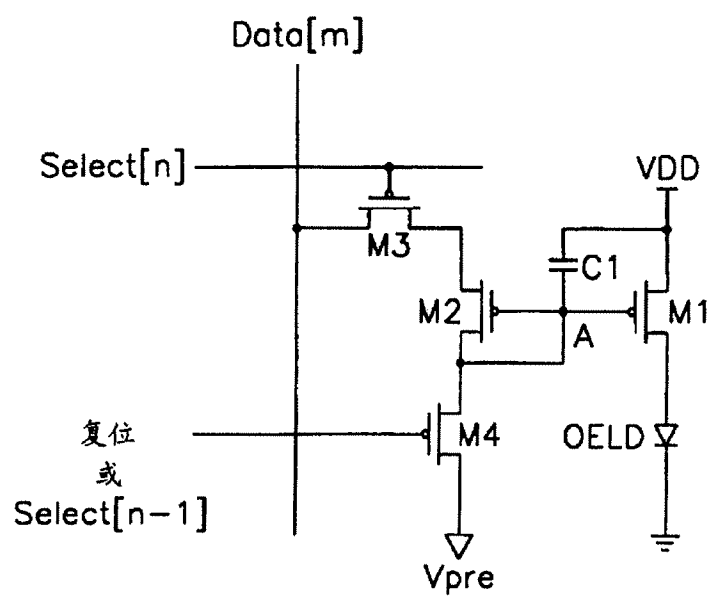 Data[m]
Select[n]
VDD
M3
C1
M2
M1
A
复位
M4
OELD
或
Select[n-1]
Vpre